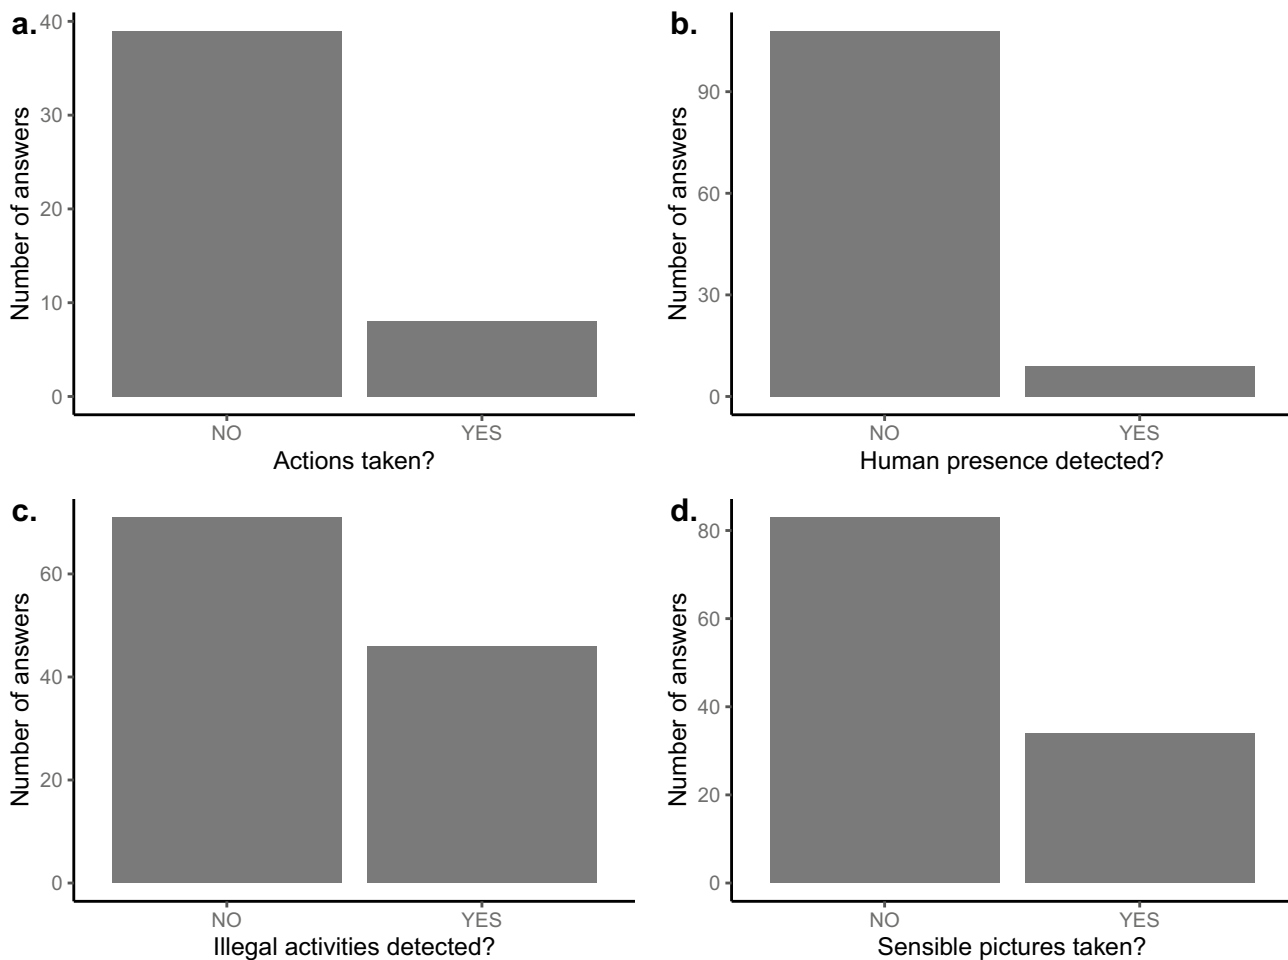 a.
Number of answers
40
30
20
10
0
NO YES
Actions taken?
b.
Number of answers
90
60
30
0
NO YES
Human presence detected?
c.
Number of answers
60
40
20
0
NO YES
Illegal activities detected?
d.
Number of answers
80
60
40
20
0
NO YES
Sensible pictures taken?